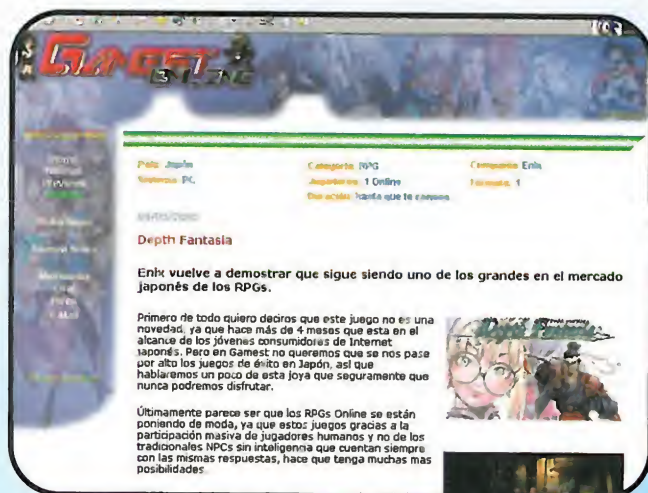 GAMEST
ONLINE
País: Japón
Categoría: RPG
Compañía: Enix
Sistema: PC
Jugadores: 1 Online
Formato: 1
Duración: hasta que te canses
Depth Fantasia
Enix vuelve a demostrar que sigue siendo uno de los grandes en el mercado
japonés de los RPGs.
Primero de todo quiero deciros que este juego no es una
novedad, ya que hace más de 4 meses que esta en el
alcance de los jóvenes consumidores de Internet
japonés. Pero en Gamest no queremos que se nos pase
por alto los juegos de éxito en Japón, así que
hablaremos un poco de esta joya que seguramente que
nunca podremos disfrutar.
Últimamente parece ser que los RPGs Online se están
poniendo de moda, ya que estos juegos gracias a la
participación masiva de jugadores humanos y no de los
tradicionales NPCs sin inteligencia que cuentan siempre
con las mismas respuestas, hace que tenga muchas mas
posibilidades